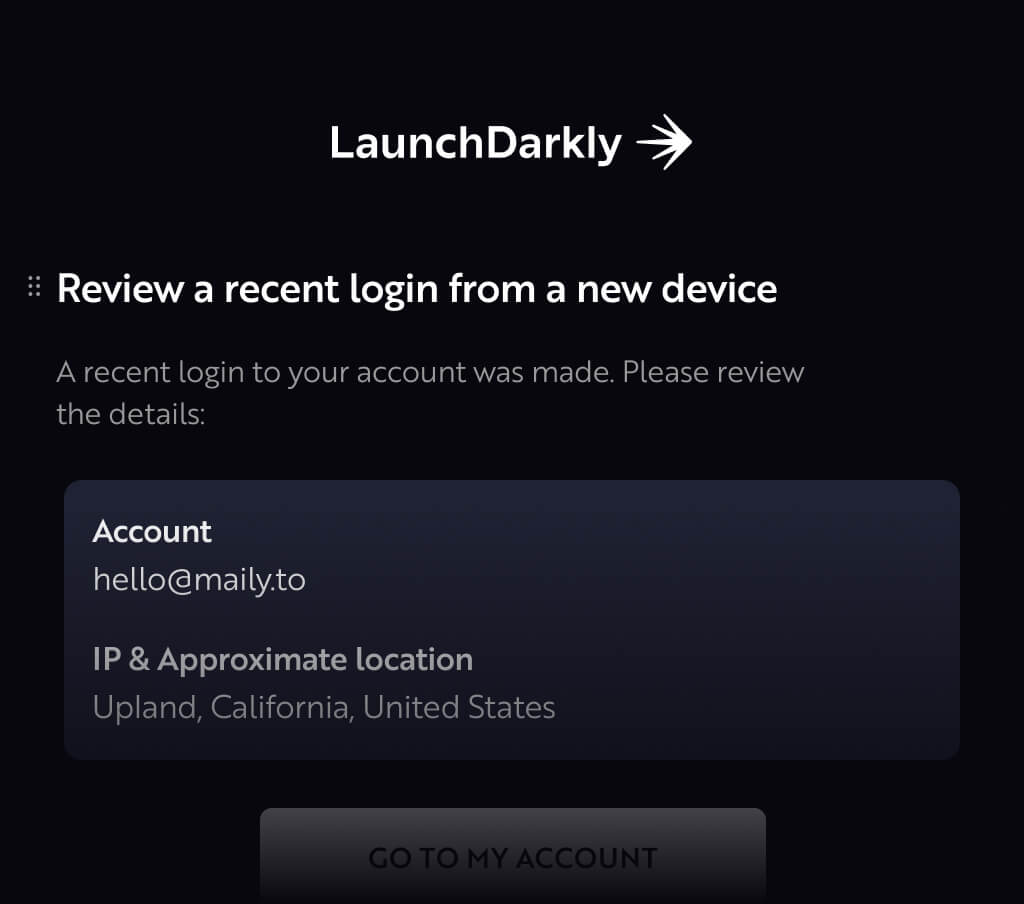 LaunchDarkly
Review a recent login from a new device
A recent login to your account was made. Please review
the details:
Account
hello@maily.to
IP & Approximate location
Upland, California, United States
GO TO MY ACCOUNT